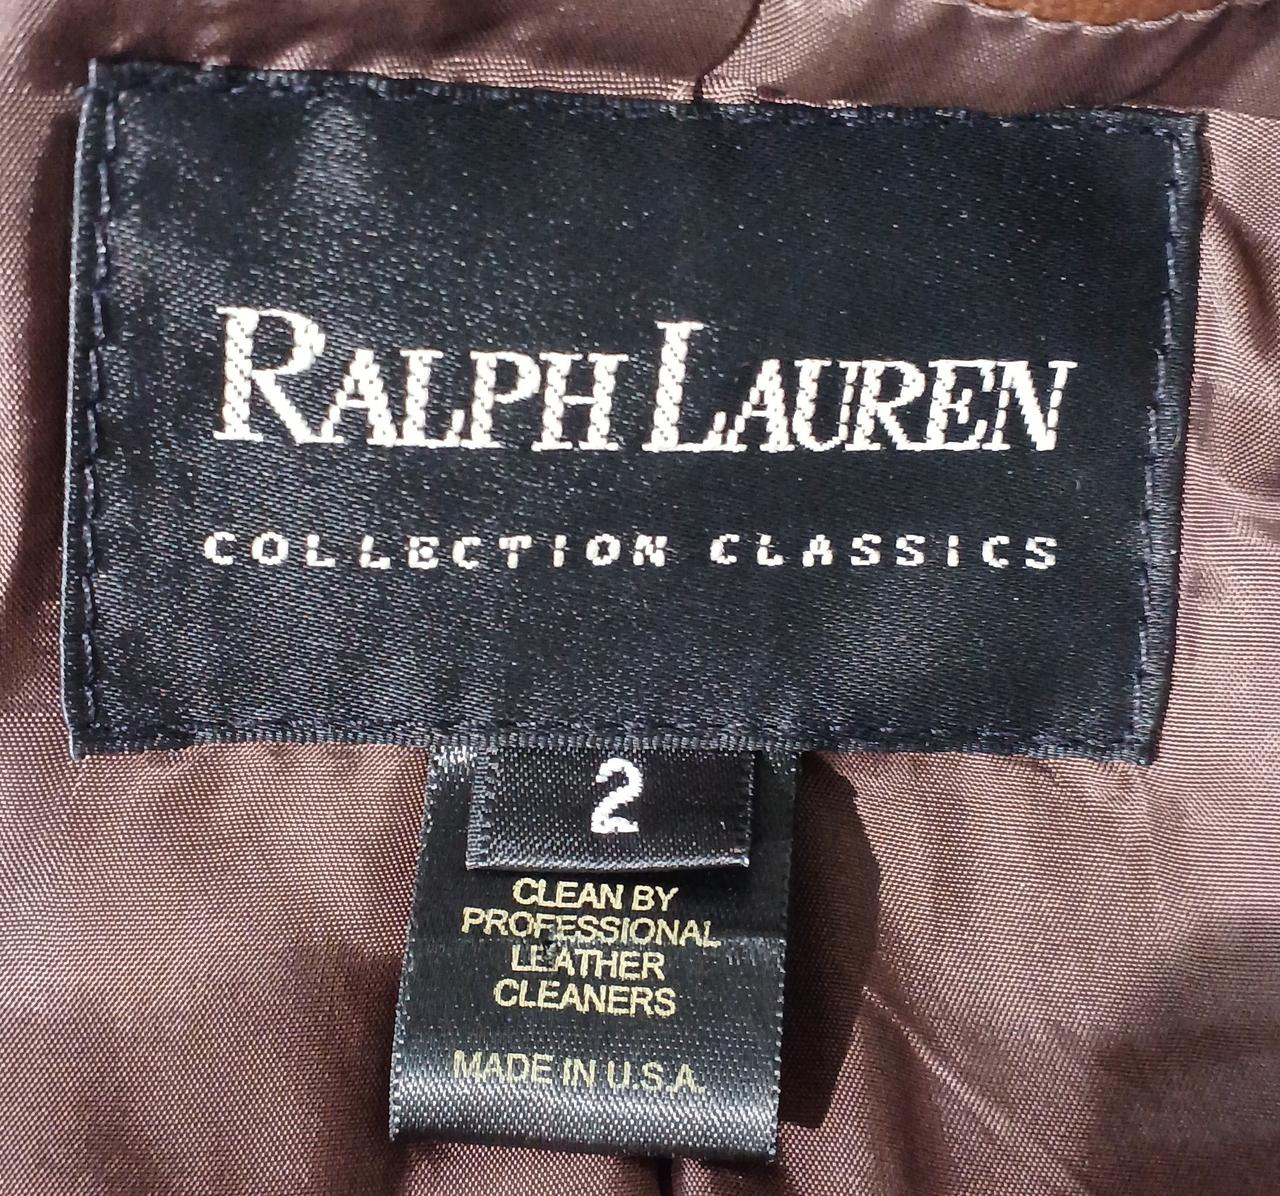 RALPH LAUREN
COLLECTION CLASSICS
2
CLEAN BY
PROFESSIONAL
LEATHER
CLEANERS
MADE IN U.S.A.